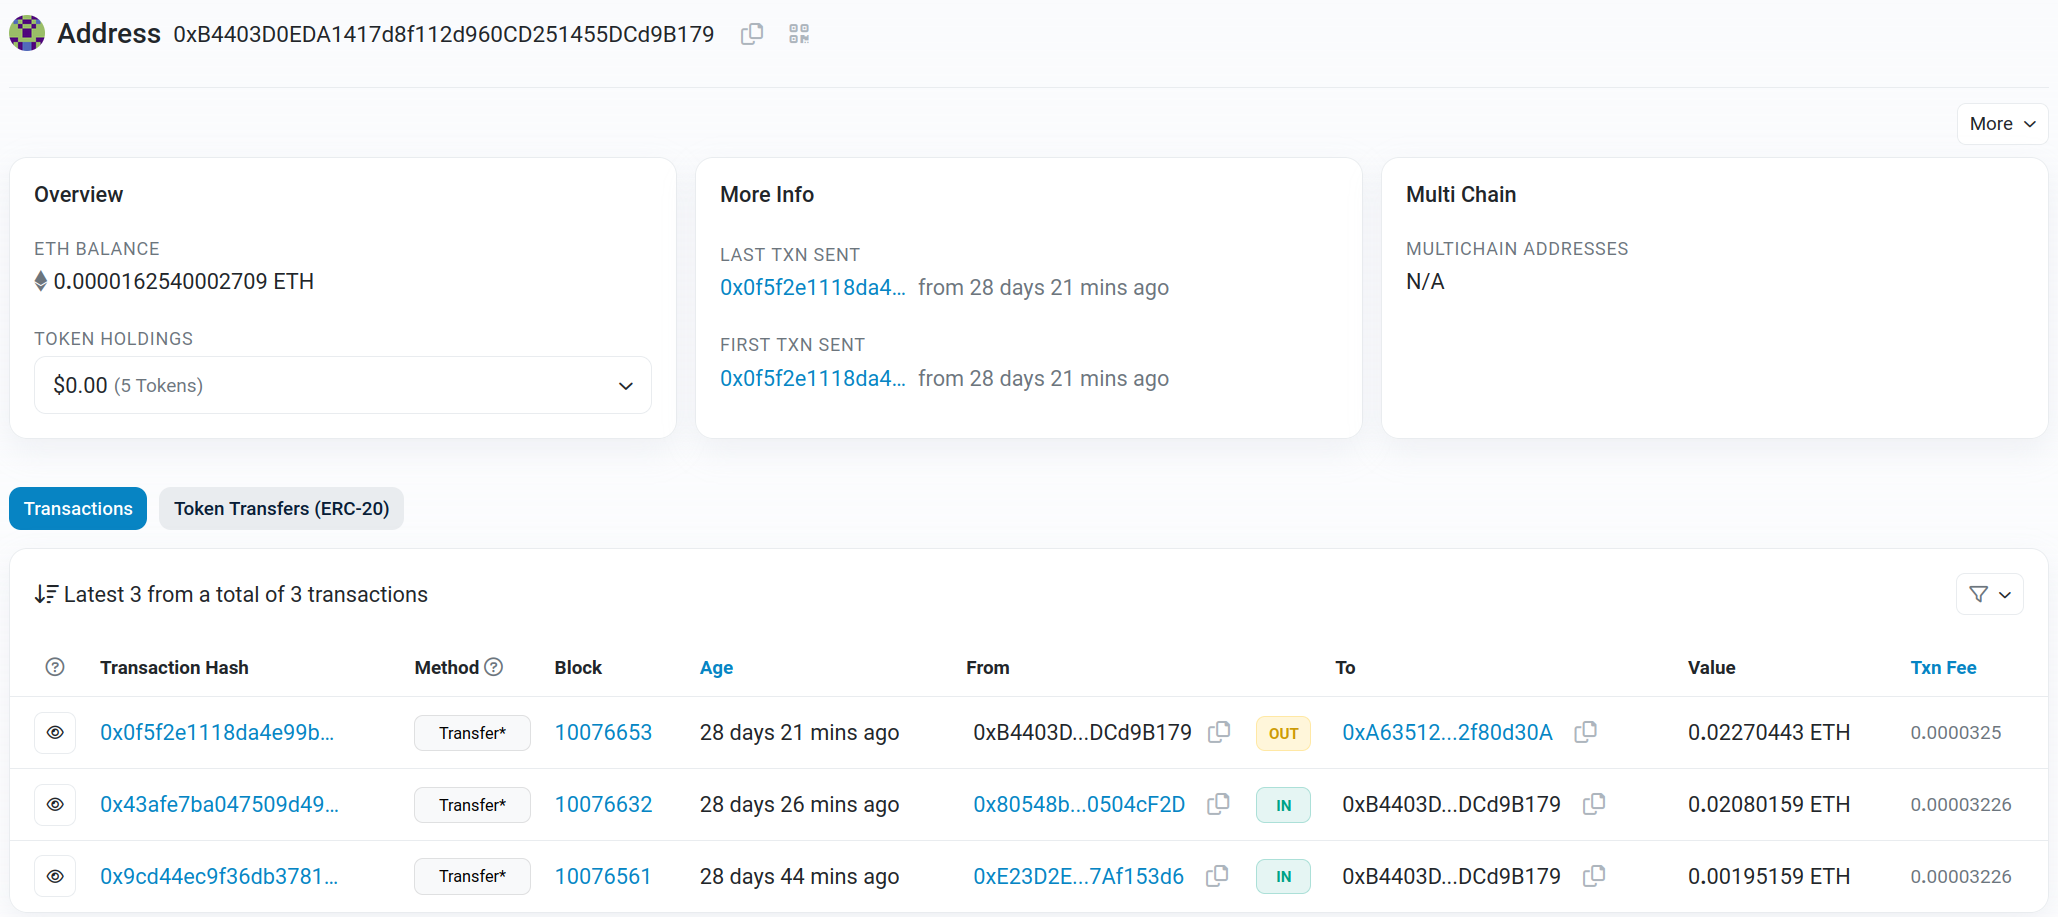 Address 0xB4403D0EDA1417d8f112d960CD251455DCd9B179
More
Overview
ETH BALANCE
0.0000162540002709 ETH
TOKEN HOLDINGS
$0.00 (5 Tokens)
More Info
LAST TXN SENT
0x0f5f2e1118da4... from 28 days 21 mins ago
FIRST TXN SENT
0x0f5f2e1118da4... from 28 days 21 mins ago
Multi Chain
MULTICHAIN ADDRESSES
N/A
Transactions Token Transfers (ERC-20)
Latest 3 from a total of 3 transactions
Transaction Hash Method Block Age From To Value Txn Fee
0x0f5f2e1118da4e99b... Transfer* 10076653 28 days 21 mins ago 0xB4403D...DCd9B179 OUT 0xA63512...2f80d30A 0.02270443 ETH 0.0000325
0x43afe7ba047509d49... Transfer* 10076632 28 days 26 mins ago 0x80548b...0504cF2D IN 0xB4403D...DCd9B179 0.02080159 ETH 0.00003226
0x9cd44ec9f36db3781... Transfer* 10076561 28 days 44 mins ago 0xE23D2E...7Af153d6 IN 0xB4403D...DCd9B179 0.00195159 ETH 0.00003226